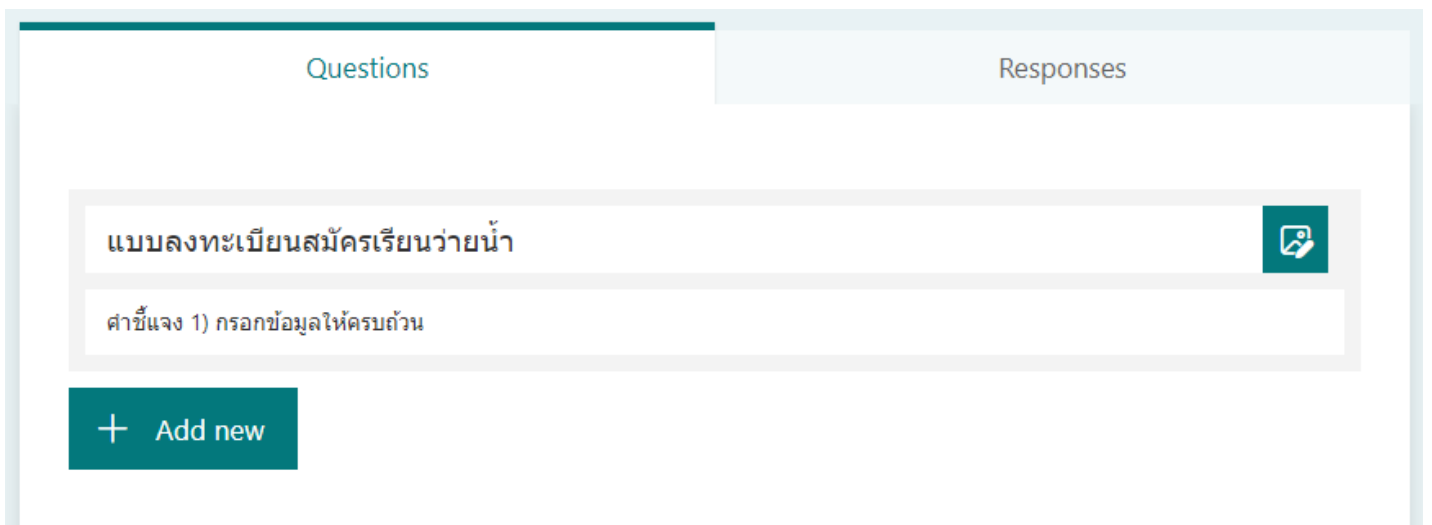 Questions
Responses
แบบลงทะเบียนสมัครเรียนว่ายน้ำ
คำชี้แจง 1) กรอกข้อมูลให้ครบถ้วน
Add new